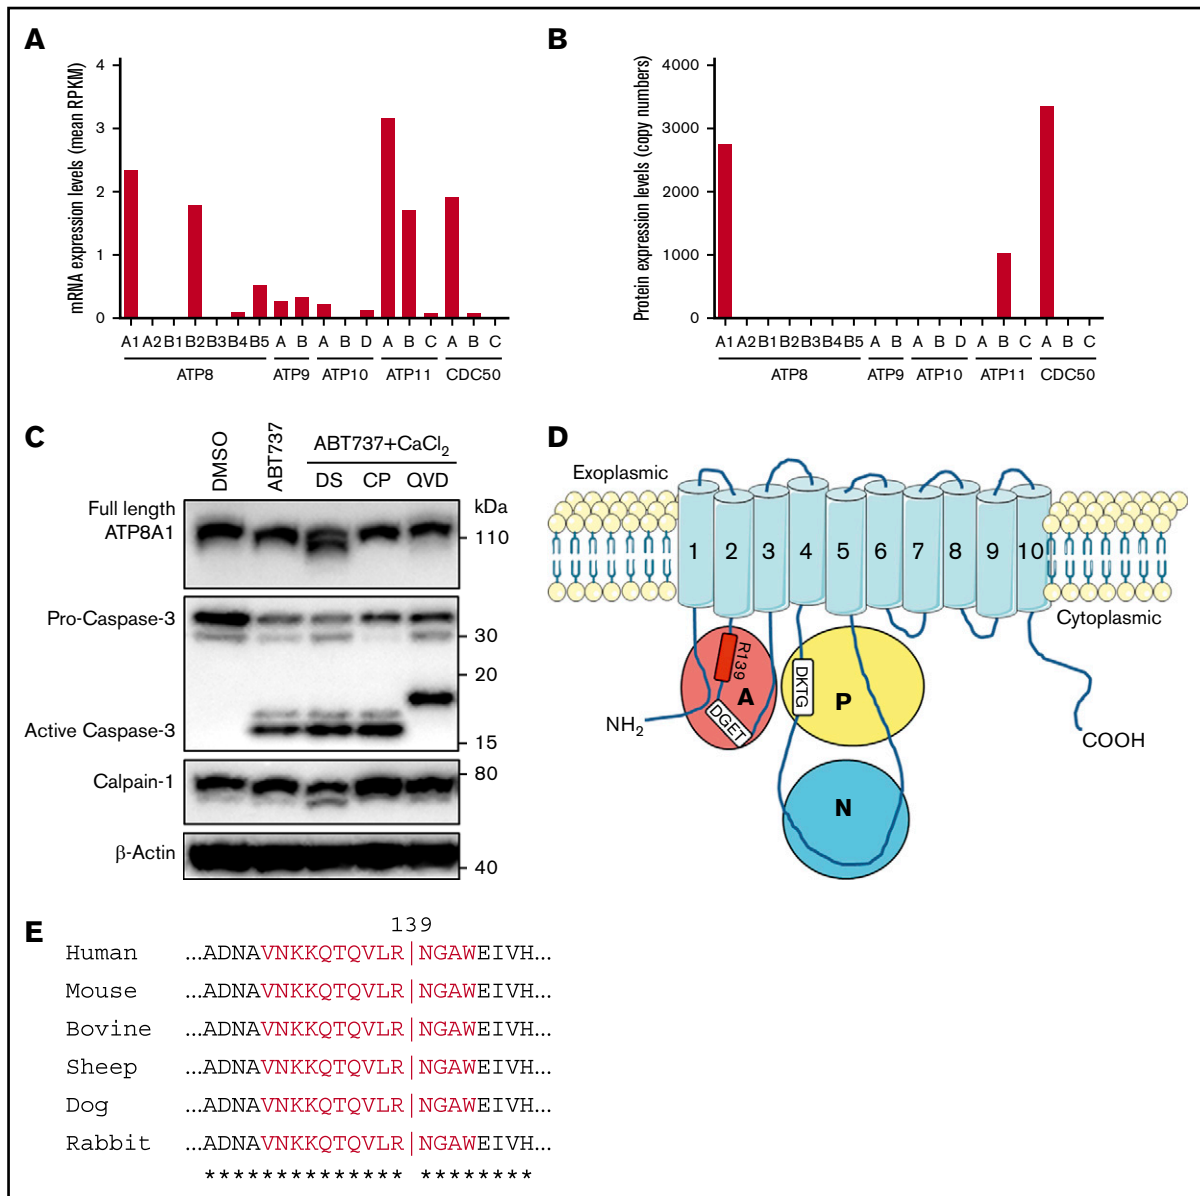 A
mRNA expression levels (mean RPKM)
4
3
2
1
0
A1 A2 B1 B2 B3 B4 B5 A B A B D A B C A B C
ATP8 ATP9 ATP10 ATP11 CDC50
B
Protein expression levels (copy numbers)
4000
3000
2000
1000
0
A1 A2 B1 B2 B3 B4 B5 A B A B D A B C A B C
ATP8 ATP9 ATP10 ATP11 CDC50
C
DMSO
ABT737
ABT737+CaCl₂
DS CP QVD
Full length
ATP8A1
kDa
110
Pro-Caspase-3
30
20
Active Caspase-3
15
Calpain-1
80
β-Actin
40
D
Exoplasmic
1 2 3 4 5 6 7 8 9 10
Cytoplasmic
R139
A
DGET
DKTG
P
NH₂
COOH
N
E
139
Human ...ADNAVNKKQTQVLR|NGAWEIVH...
Mouse ...ADNAVNKKQTQVLR|NGAWEIVH...
Bovine ...ADNAVNKKQTQVLR|NGAWEIVH...
Sheep ...ADNAVNKKQTQVLR|NGAWEIVH...
Dog ...ADNAVNKKQTQVLR|NGAWEIVH...
Rabbit ...ADNAVNKKQTQVLR|NGAWEIVH...
************** ********